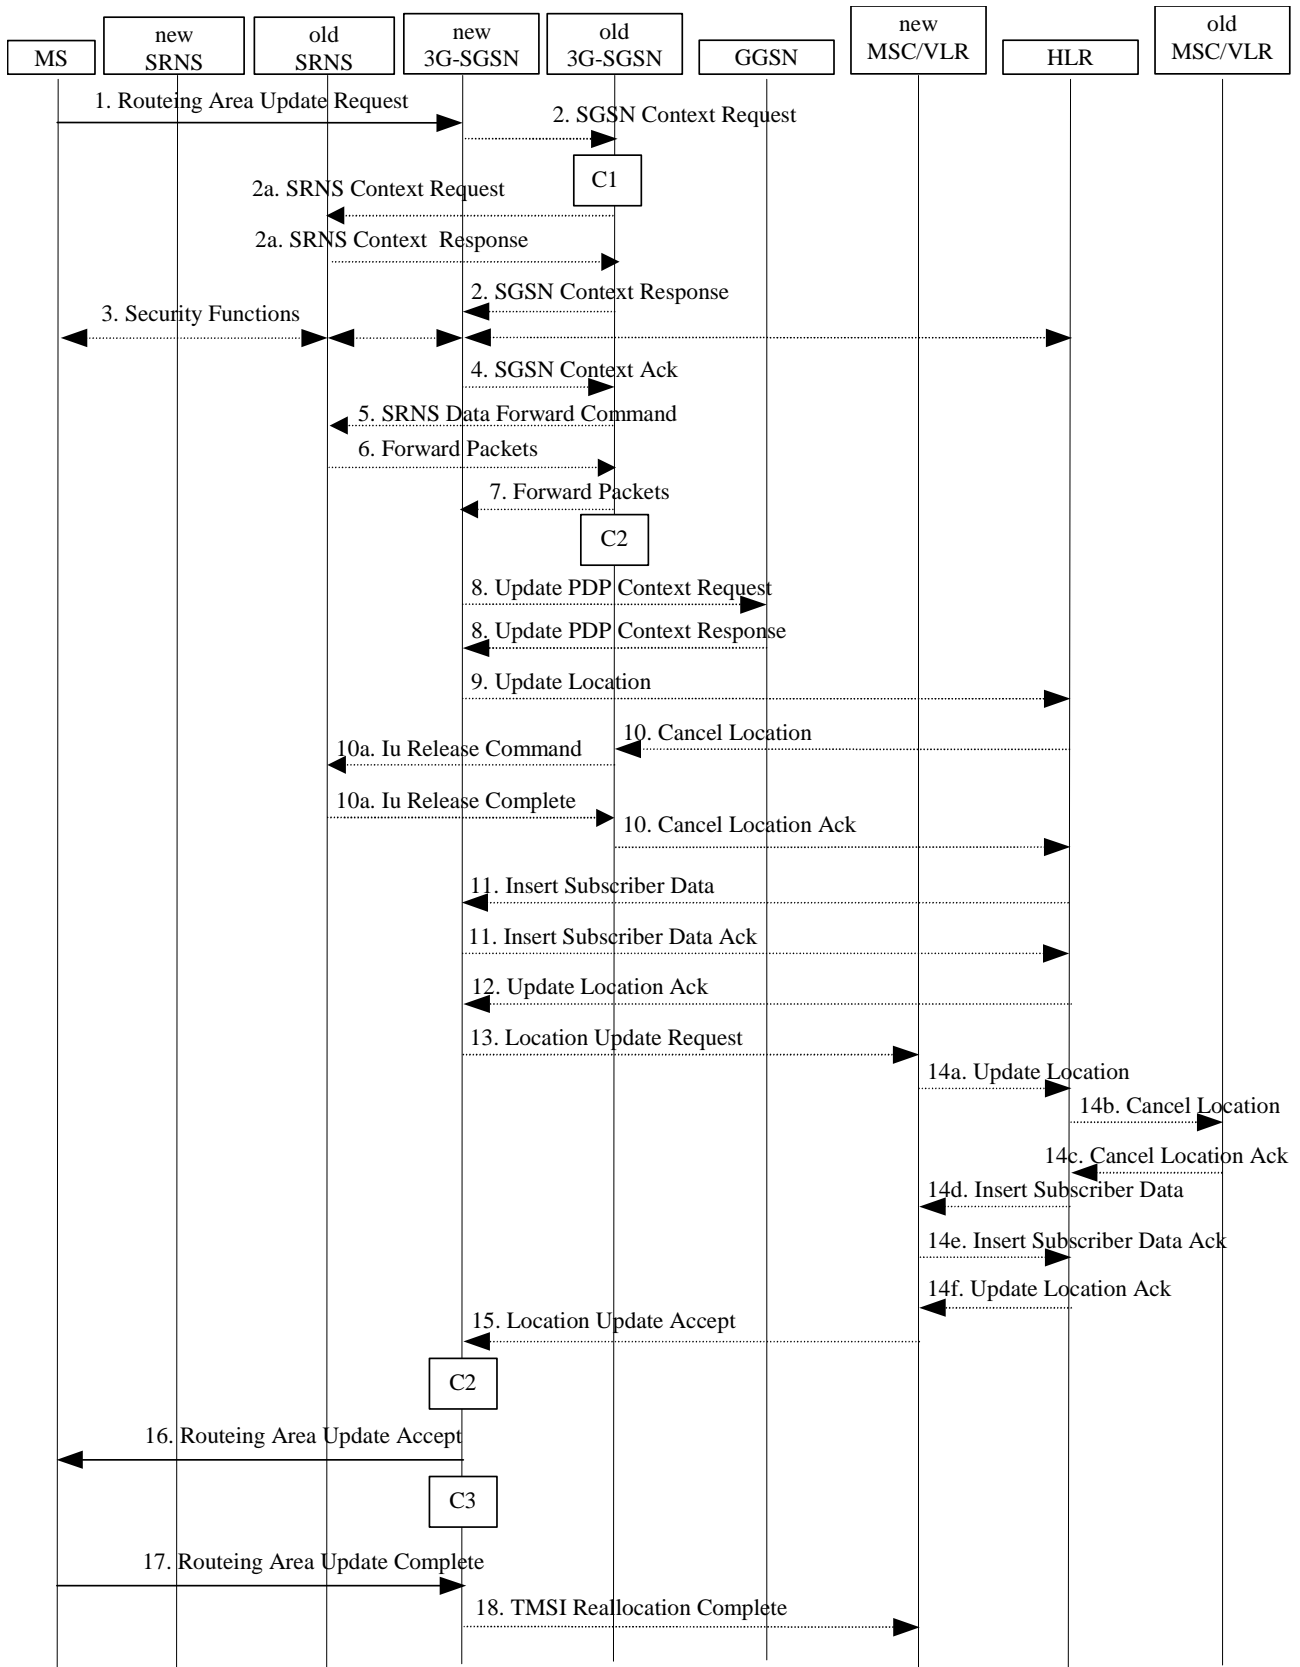 MS
new
SRNS
old
SRNS
new
3G-SGSN
old
3G-SGSN
GGSN
new
MSC/VLR
HLR
old
MSC/VLR
1. Routeing Area Update Request
2. SGSN Context Request
C1
2a. SRNS Context Request
2a. SRNS Context Response
2. SGSN Context Response
3. Security Functions
4. SGSN Context Ack
5. SRNS Data Forward Command
6. Forward Packets
7. Forward Packets
C2
8. Update PDP Context Request
8. Update PDP Context Response
9. Update Location
10. Cancel Location
10a. Iu Release Command
10a. Iu Release Complete
10. Cancel Location Ack
11. Insert Subscriber Data
11. Insert Subscriber Data Ack
12. Update Location Ack
13. Location Update Request
14a. Update Location
14b. Cancel Location
14c. Cancel Location Ack
14d. Insert Subscriber Data
14e. Insert Subscriber Data Ack
14f. Update Location Ack
15. Location Update Accept
C2
16. Routeing Area Update Accept
C3
17. Routeing Area Update Complete
18. TMSI Reallocation Complete